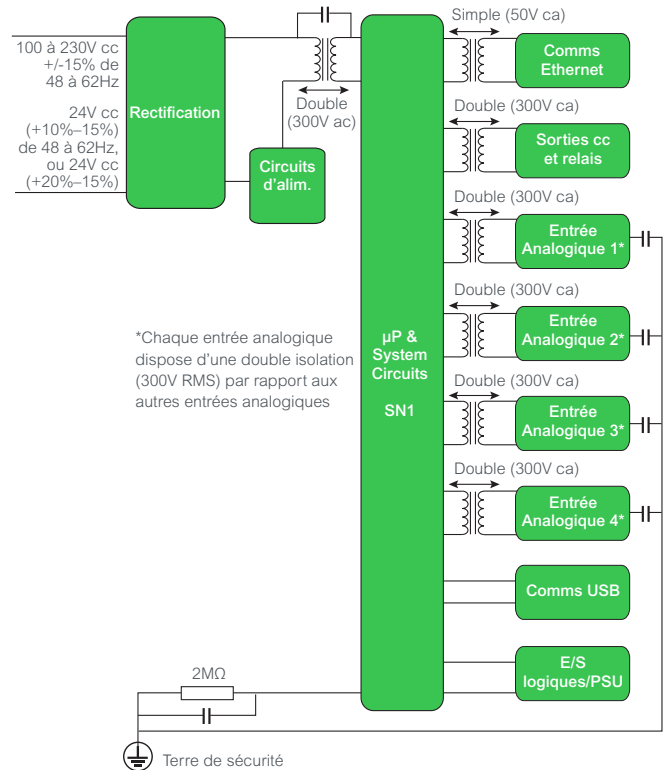 100 à 230V cc
+/-15% de
48 à 62Hz
24V cc
(+10%–15%)
de 48 à 62Hz,
ou 24V cc
(+20%–15%)
Rectification
Circuits
d'alim.
Double
(300V ac)
µP &
System
Circuits
SN1
Simple (50V ca)
Comms
Ethernet
Double (300V ca)
Sorties cc
et relais
Double (300V ca)
Entrée
Analogique 1*
Double (300V ca)
Entrée
Analogique 2*
Double (300V ca)
Entrée
Analogique 3*
Double (300V ca)
Entrée
Analogique 4*
Comms USB
E/S
logiques/PSU
*Chaque entrée analogique
dispose d'une double isolation
(300V RMS) par rapport aux
autres entrées analogiques
2MΩ
Terre de sécurité